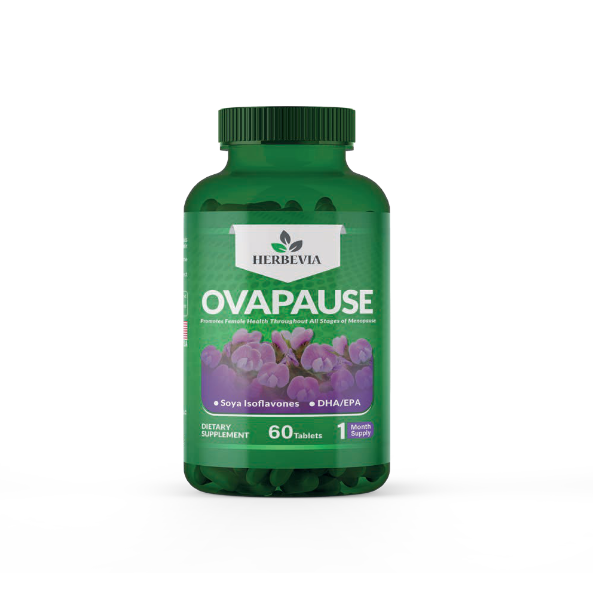 HERBEVIA
OVAPAUSE
Promotes Female Health Throughout All Stages of Menopause
● Soya Isoflavones ● DHA/EPA
DIETARY
SUPPLEMENT
60 Tablets
1 Month
Supply